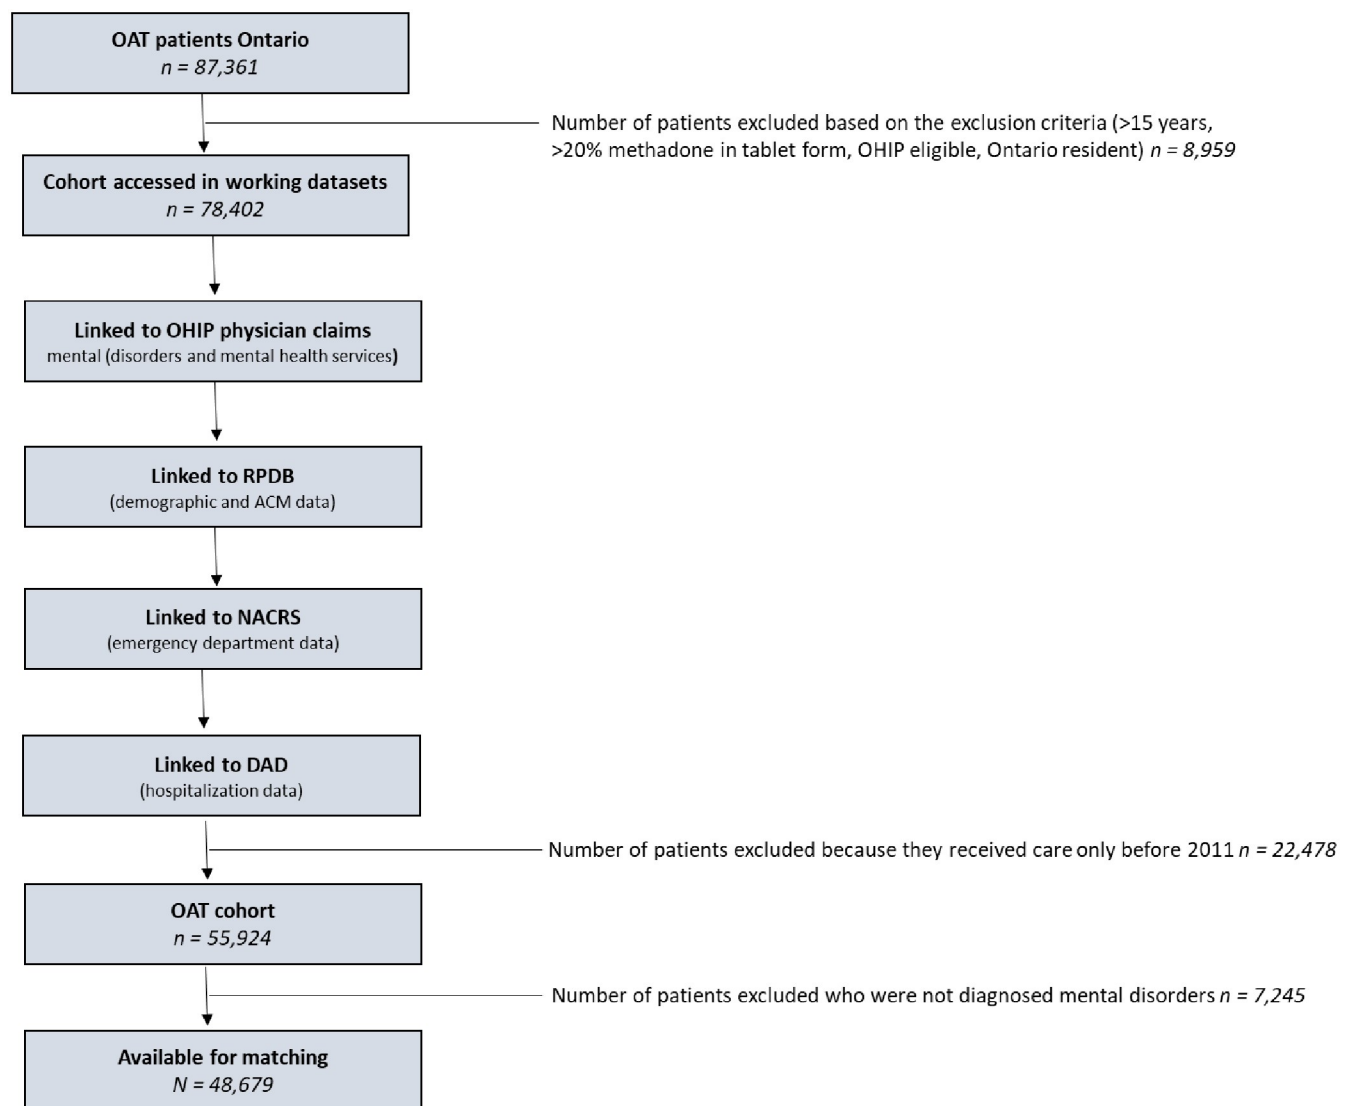 OAT patients Ontario
n = 87,361
Number of patients excluded based on the exclusion criteria (>15 years,
>20% methadone in tablet form, OHIP eligible, Ontario resident) n = 8,959
Cohort accessed in working datasets
n = 78,402
Linked to OHIP physician claims
mental (disorders and mental health services)
Linked to RPDB
(demographic and ACM data)
Linked to NACRS
(emergency department data)
Linked to DAD
(hospitalization data)
Number of patients excluded because they received care only before 2011 n = 22,478
OAT cohort
n = 55,924
Number of patients excluded who were not diagnosed mental disorders n = 7,245
Available for matching
N = 48,679